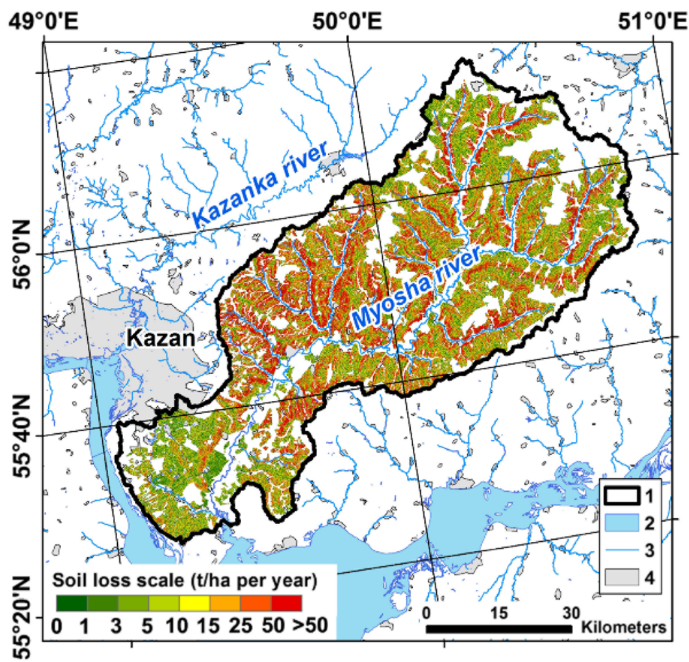 49°0'E 50°0'E 51°0'E
Kazanka river
56°0'N
Myosha river
Kazan
55°40'N
1
2
3
4
Soil loss scale (t/ha per year)
0 1 3 5 10 15 25 50 >50
0 15 30
Kilometers
55°20'N